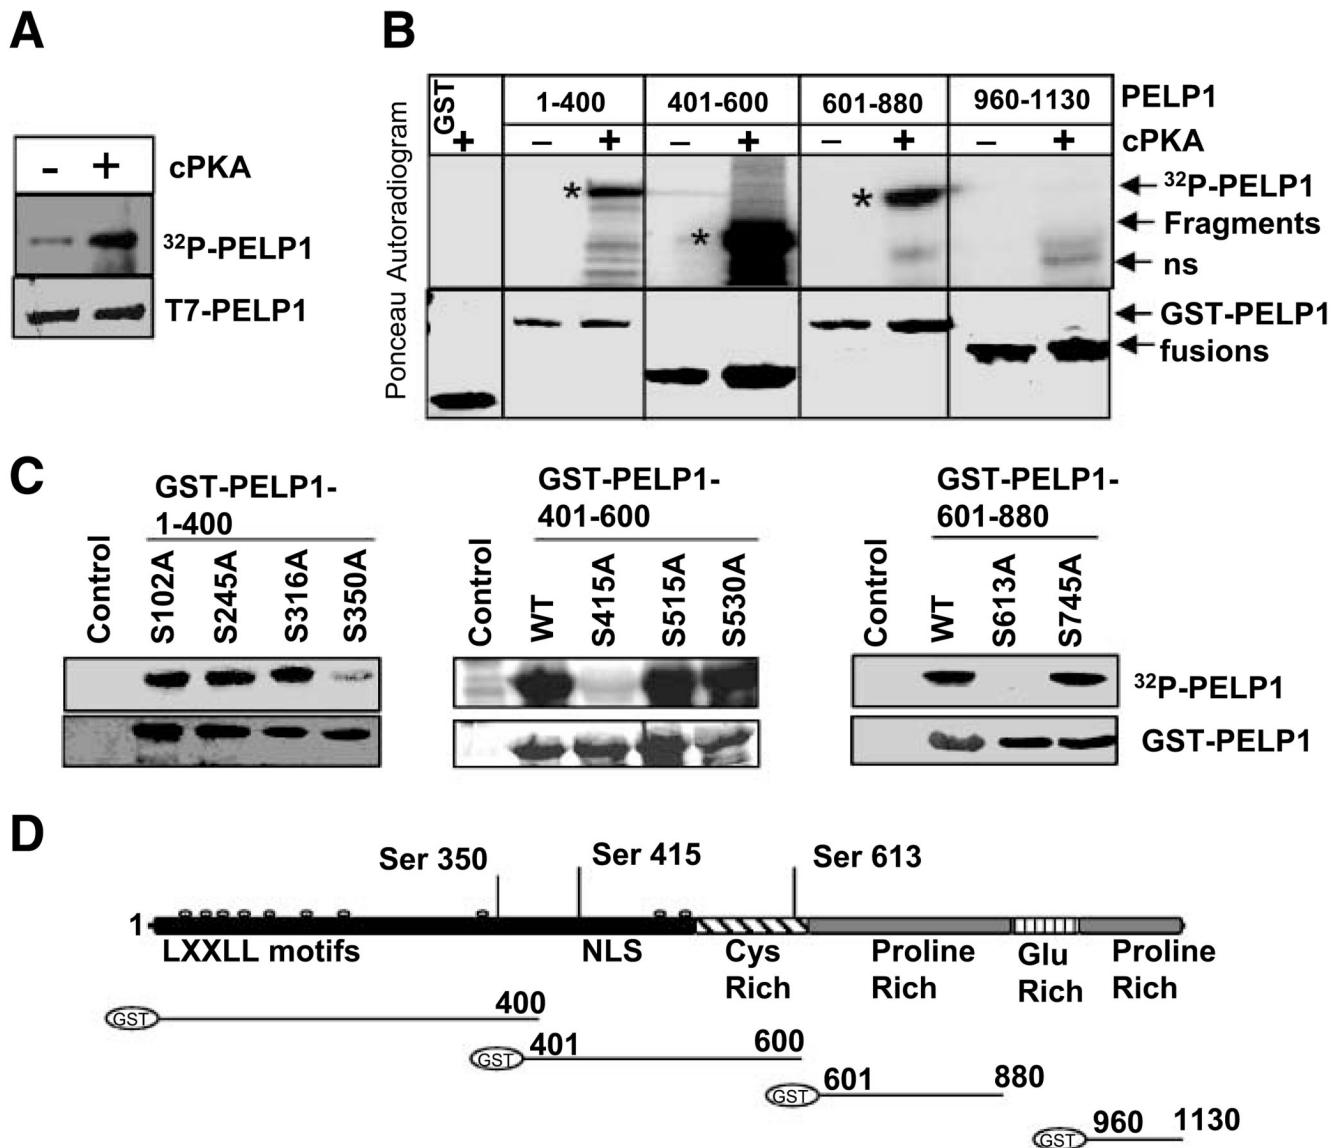 A
- + cPKA
32P-PELP1
T7-PELP1
B
GST 1-400 401-600 601-880 960-1130 PELP1
+ – + – + – + – + cPKA
Autoradiogram
Ponceau
* * *
32P-PELP1
Fragments
ns
GST-PELP1
fusions
C
GST-PELP1-
1-400
Control S102A S245A S316A S350A
GST-PELP1-
401-600
Control WT S415A S515A S530A
GST-PELP1-
601-880
Control WT S613A S745A
32P-PELP1
GST-PELP1
D
Ser 350 Ser 415 Ser 613
1
LXXLL motifs NLS Cys Proline Glu Proline
Rich Rich Rich Rich
GST 400
GST 401 600
GST 601 880
GST 960 1130